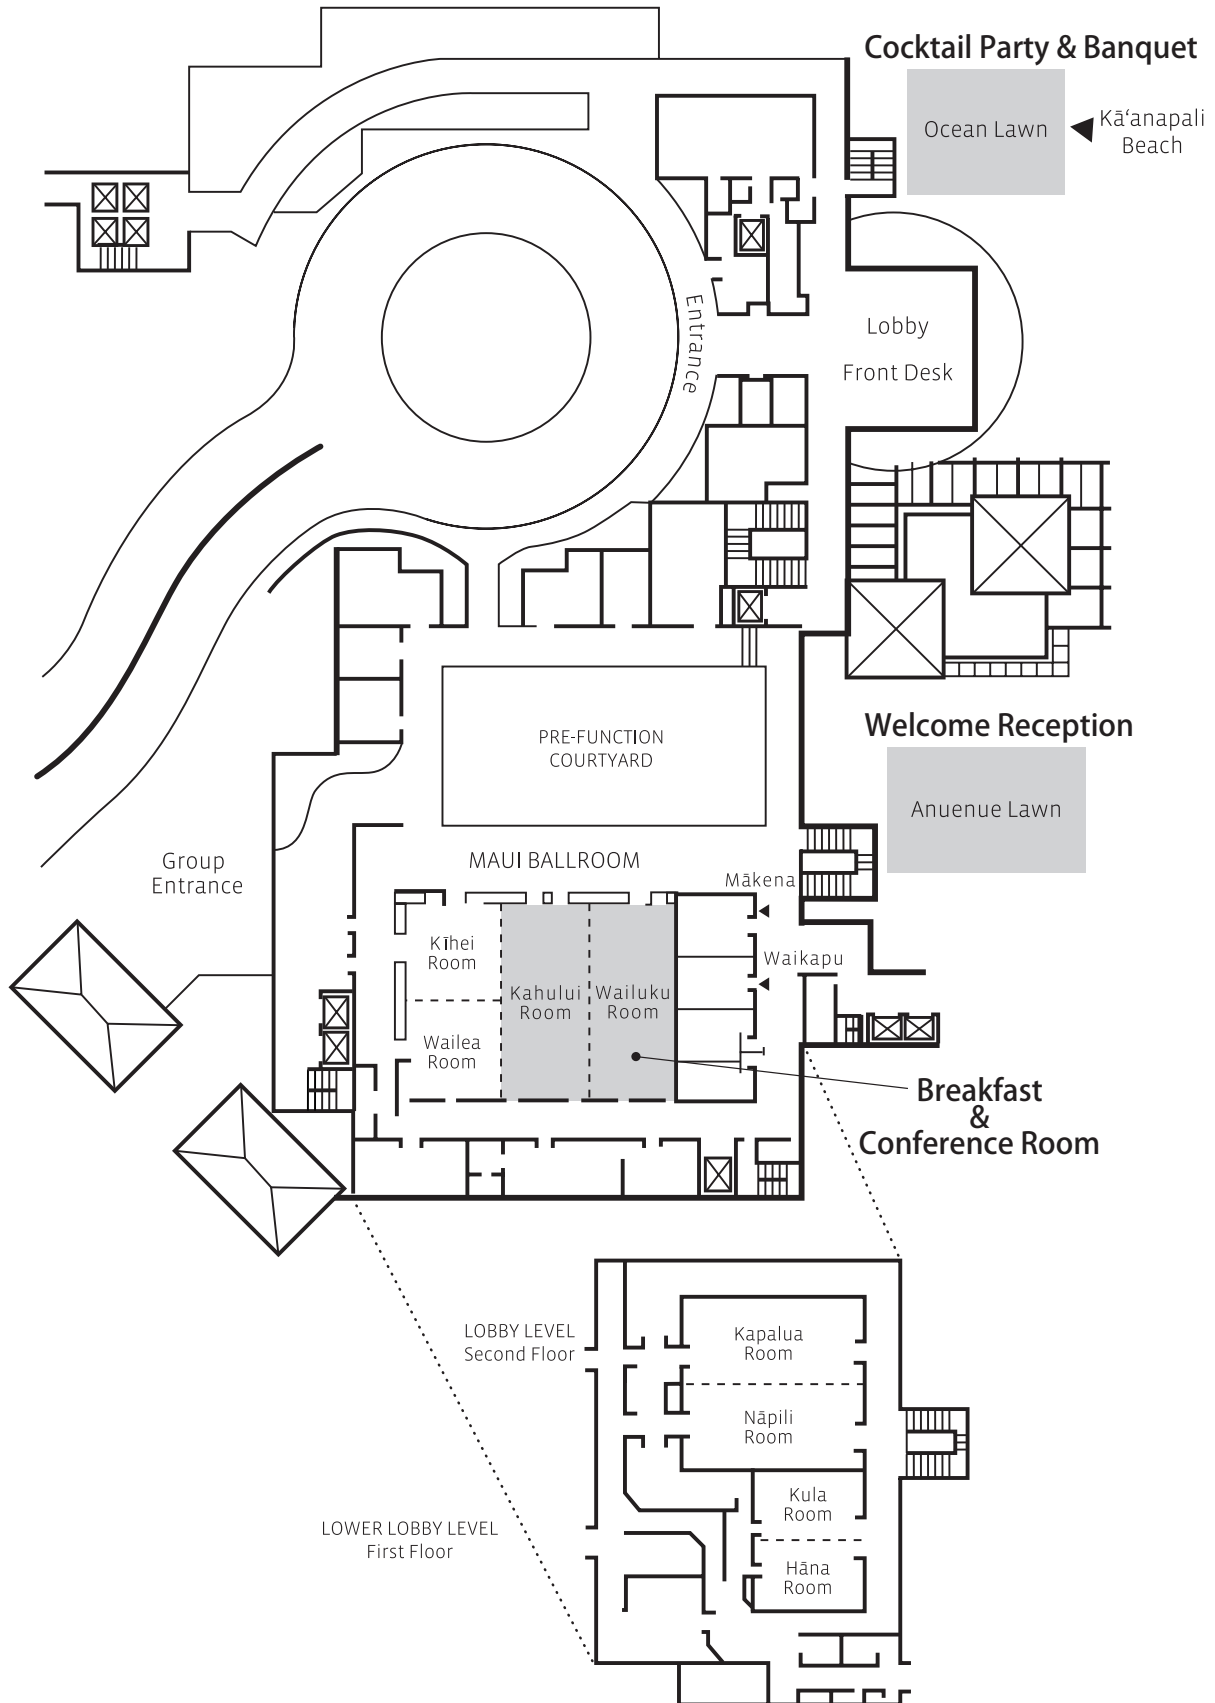 Cocktail Party & Banquet
Ocean Lawn
Kā‘anapali
Beach
Entrance
Lobby
Front Desk
PRE-FUNCTION
COURTYARD
Welcome Reception
Anuenue Lawn
Group
Entrance
MAUI BALLROOM
Mākena
Kīhei
Room
Waikapu
Kahului
Room
Wailuku
Room
Wailea
Room
Breakfast
&
Conference Room
LOBBY LEVEL
Second Floor
Kapalua
Room
Nāpili
Room
Kula
Room
LOWER LOBBY LEVEL
First Floor
Hāna
Room